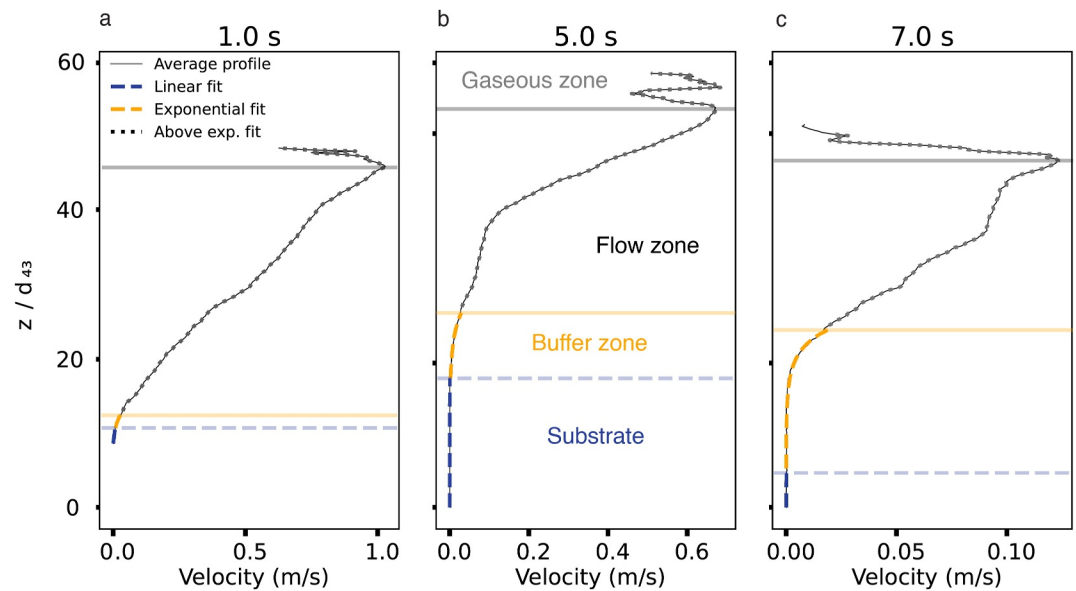 a
1.0 s
b
5.0 s
c
7.0 s
Average profile
Linear fit
Exponential fit
Above exp. fit
Gaseous zone
Flow zone
Buffer zone
Substrate
z / d₄₃
60
40
20
0
0.0 0.5 1.0
Velocity (m/s)
0.0 0.2 0.4 0.6
Velocity (m/s)
0.00 0.05 0.10
Velocity (m/s)